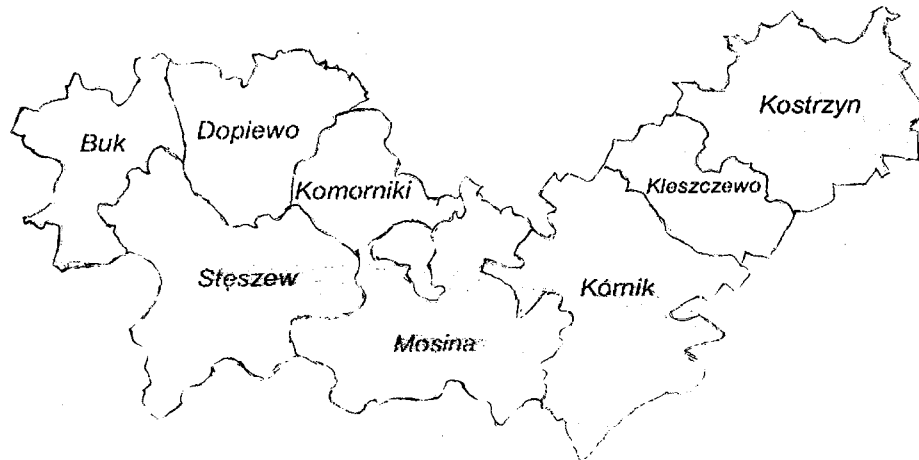 Kostrzyn
Buk
Dopiewo
Komorniki
Kleszczewo
Stęszew
Kórnik
Mosina